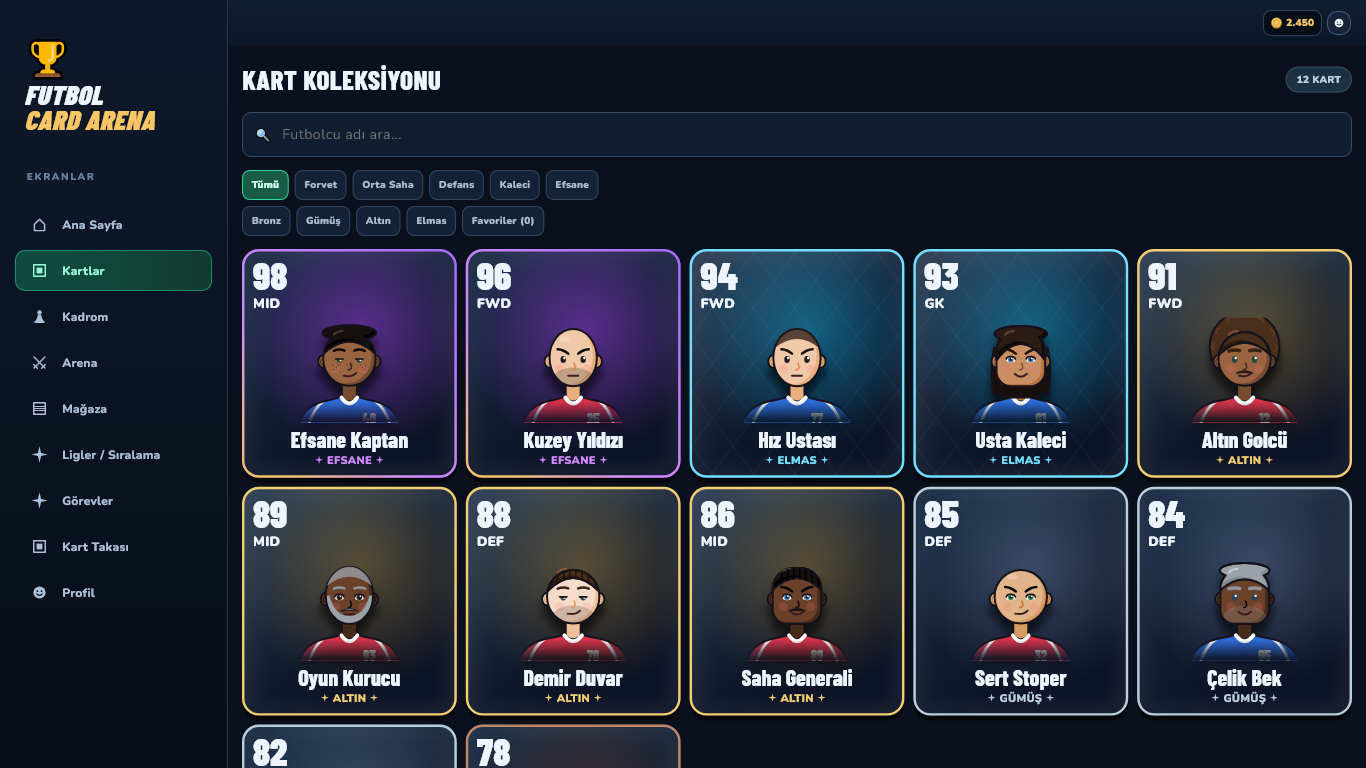 2.450
FUTBOL
CARD ARENA
EKRANLAR
Ana Sayfa
Kartlar
Kadrom
Arena
Mağaza
Ligler / Sıralama
Görevler
Kart Takası
Profil
KART KOLEKSİYONU
12 KART
Futbolcu adı ara...
Tümü
Forvet
Orta Saha
Defans
Kaleci
Efsane
Bronz
Gümüş
Altın
Elmas
Favoriler (0)
98
MID
Efsane Kaptan
EFSANE
96
FWD
Kuzey Yıldızı
EFSANE
94
FWD
77
Hız Ustası
ELMAS
93
GK
Usta Kaleci
ELMAS
91
FWD
Altın Golcü
ALTIN
89
MID
Oyun Kurucu
ALTIN
88
DEF
Demir Duvar
ALTIN
86
MID
Saha Generali
ALTIN
85
DEF
Sert Stoper
GÜMÜŞ
84
DEF
Çelik Bek
GÜMÜŞ
82
78